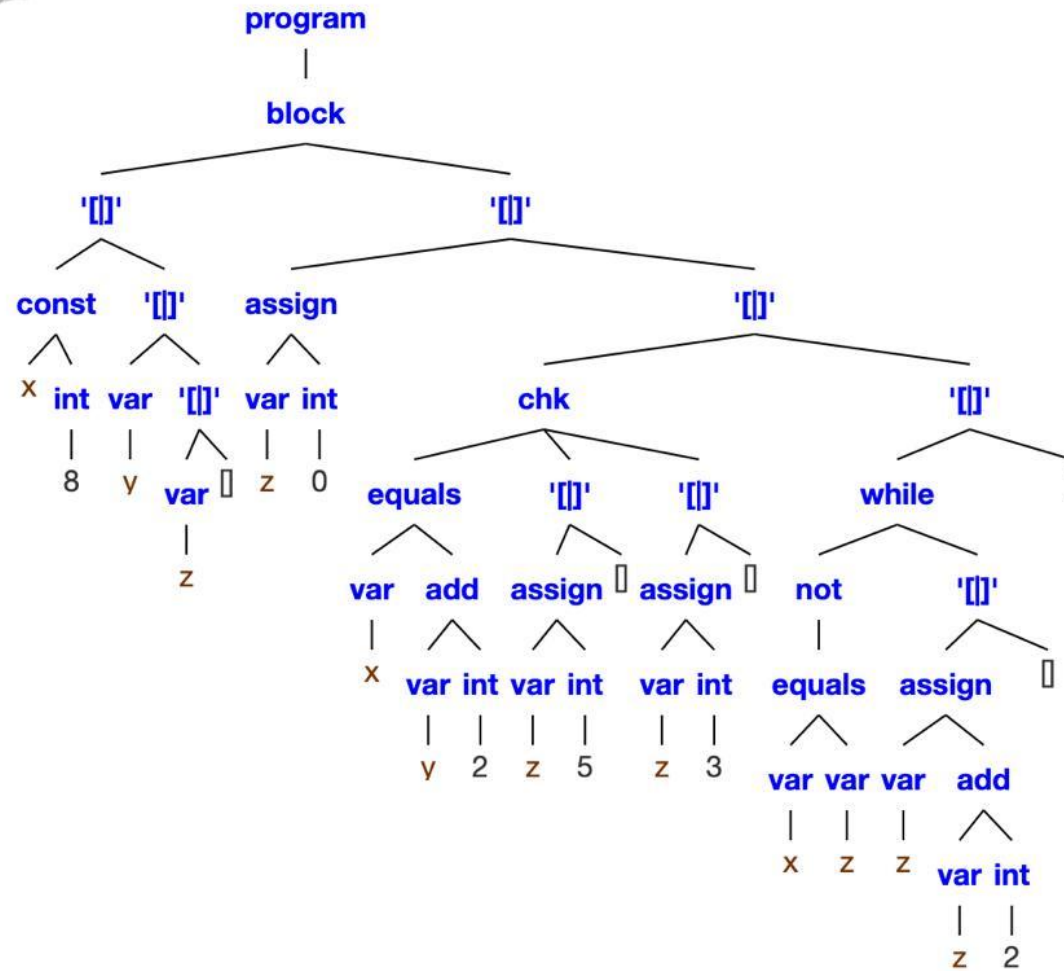 program
block
'[|]' '[|]'
const '[|]' assign '[|]'
x int var '[|]' var int chk '[|]'
8 y var [] z 0 equals '[|]' '[|]' while
z var add assign [] assign [] not '[|]'
x var int var int var int equals assign []
y 2 z 5 z 3 var var var add
x z z var int
z 2